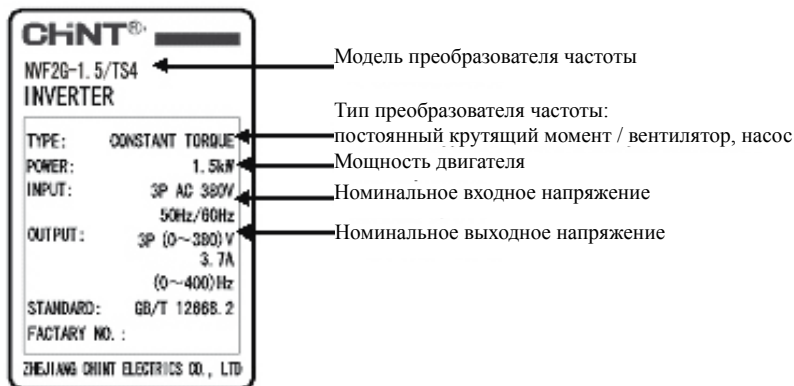 CHiNT®
NVF2G-1.5/TS4
INVERTER
TYPE: CONSTANT TORQUE
POWER: 1.5kW
INPUT: 3P AC 380V
50Hz/60Hz
OUTPUT: 3P (0~380)V
3.7A
(0~400)Hz
STANDARD: GB/T 12668.2
FACTARY NO.:
ZHEJIANG CHINT ELECTRICS CO., LTD
Модель преобразователя частоты
Тип преобразователя частоты:
постоянный крутящий момент / вентилятор, насос
Мощность двигателя
Номинальное входное напряжение
Номинальное выходное напряжение